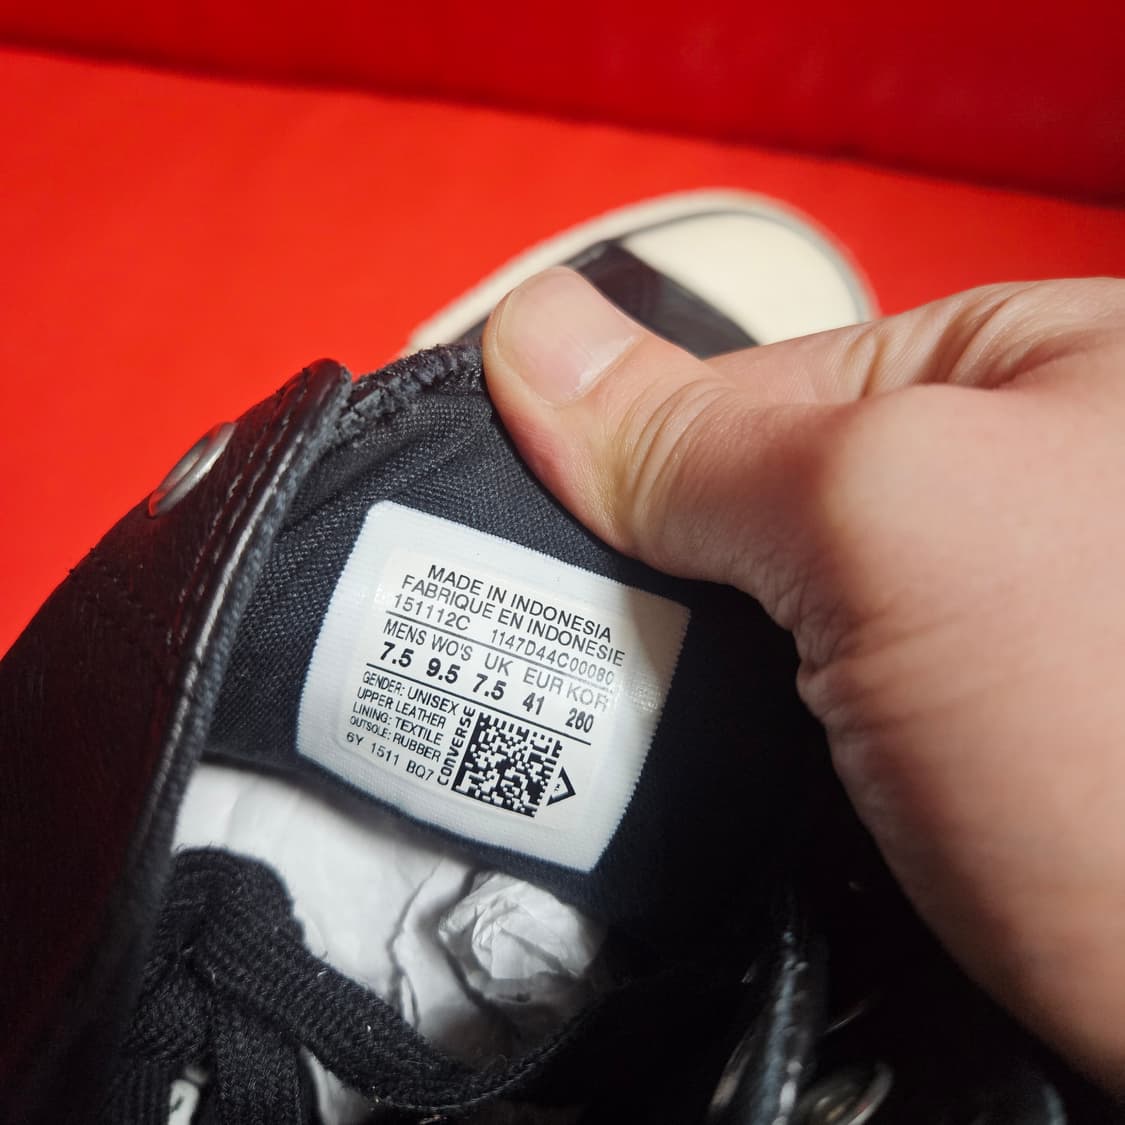 MADE IN INDONESIA
FABRIQUE EN INDONESIE
151112C 1147D44C00080
MENS WO'S UK EUR KOR
7.5 9.5 7.5 41 260
GENDER: UNISEX
UPPER LEATHER
LINING: TEXTILE
OUTSOLE: RUBBER
6Y 1511 BQ7
CONVERSE